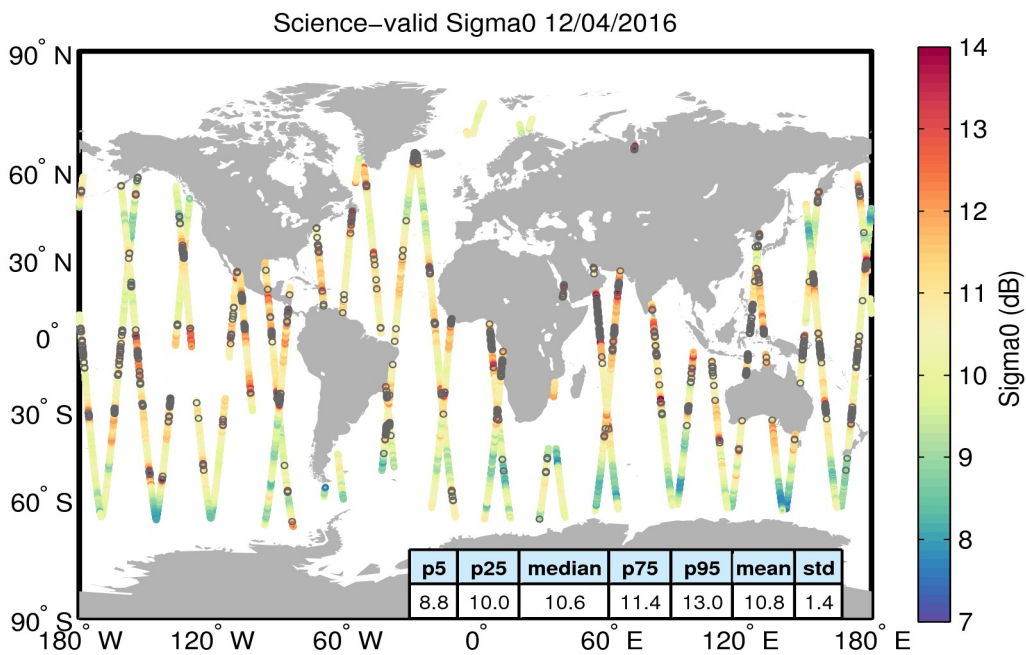 Science−valid Sigma0 12/04/2016
90° N
60° N
30° N
0°
30° S
60° S
90° S
180° W
120° W
60° W
0°
60° E
120° E
180° E
p5 p25 median p75 p95 mean std
8.8 10.0 10.6 11.4 13.0 10.8 1.4
14
13
12
11
10
9
8
7
Sigma0 (dB)